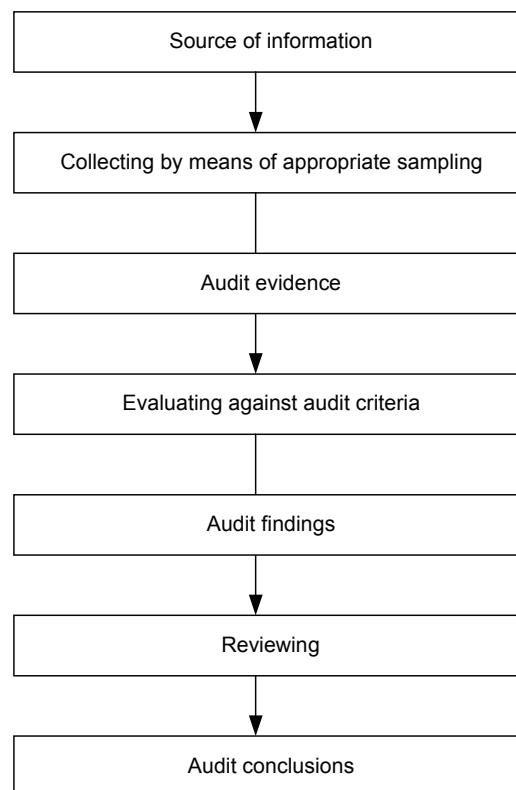 Source of information
Collecting by means of appropriate sampling
Audit evidence
Evaluating against audit criteria
Audit findings
Reviewing
Audit conclusions